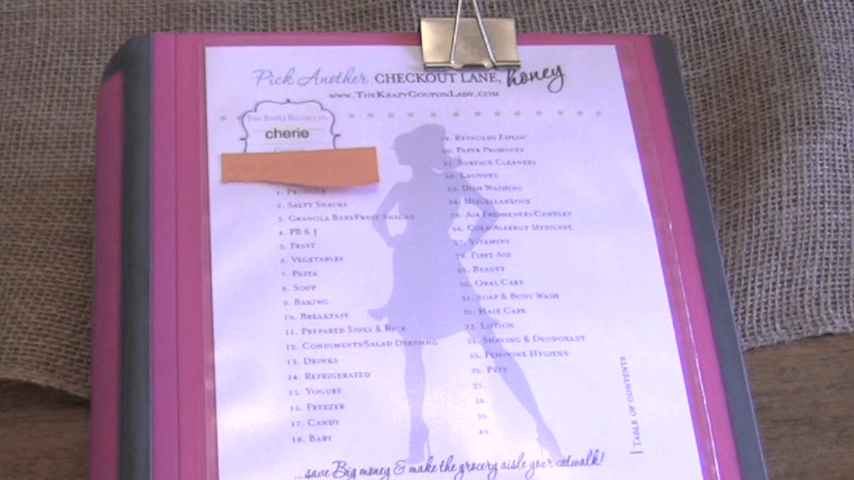 Pick Another CHECKOUT LANE, honey
WWW.THEKRAZYCOUPONLADY.COM
THIS BINDER BELONGS TO:
cherie
1. PRODUCE
2. SALTY SNACKS
3. GRANOLA BARS/FRUIT SNACKS
4. PB & J
5. FRUIT
6. VEGETABLES
7. PASTA
8. SOUP
9. BAKING
10. BREAKFAST
11. PREPARED SIDES & RICE
12. CONDIMENTS/SALAD DRESSING
13. DRINKS
14. REFRIGERATED
15. YOGURT
16. FREEZER
17. CANDY
18. BABY
19. REYNOLDS ZIPLOC
20. PAPER PRODUCTS
21. SURFACE CLEANERS
22. LAUNDRY
23. DISH WASHING
24. MISCELLANEOUS
25. AIR FRESHENERS/CANDLES
26. COLD/ALLERGY MEDICINE
27. VITAMINS
28. FIRST AID
29. BEAUTY
30. ORAL CARE
31. SOAP & BODY WASH
32. HAIR CARE
33. LOTION
SHAVING & DEODORANT
FEMININE HYGIENE
PETS
37.
38.
39.
40.
TABLE OF CONTENTS
...save Big money & make the grocery aisle your catwalk!